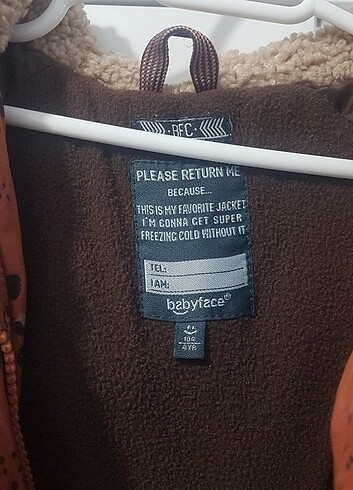 ·BFC·
PLEASE RETURN ME
BECAUSE...
THIS IS MY FAVORITE JACKET
I'M GONNA GET SUPER
FREEZING COLD WITHOUT IT
TEL:
I AM:
babyface®
104
4YR